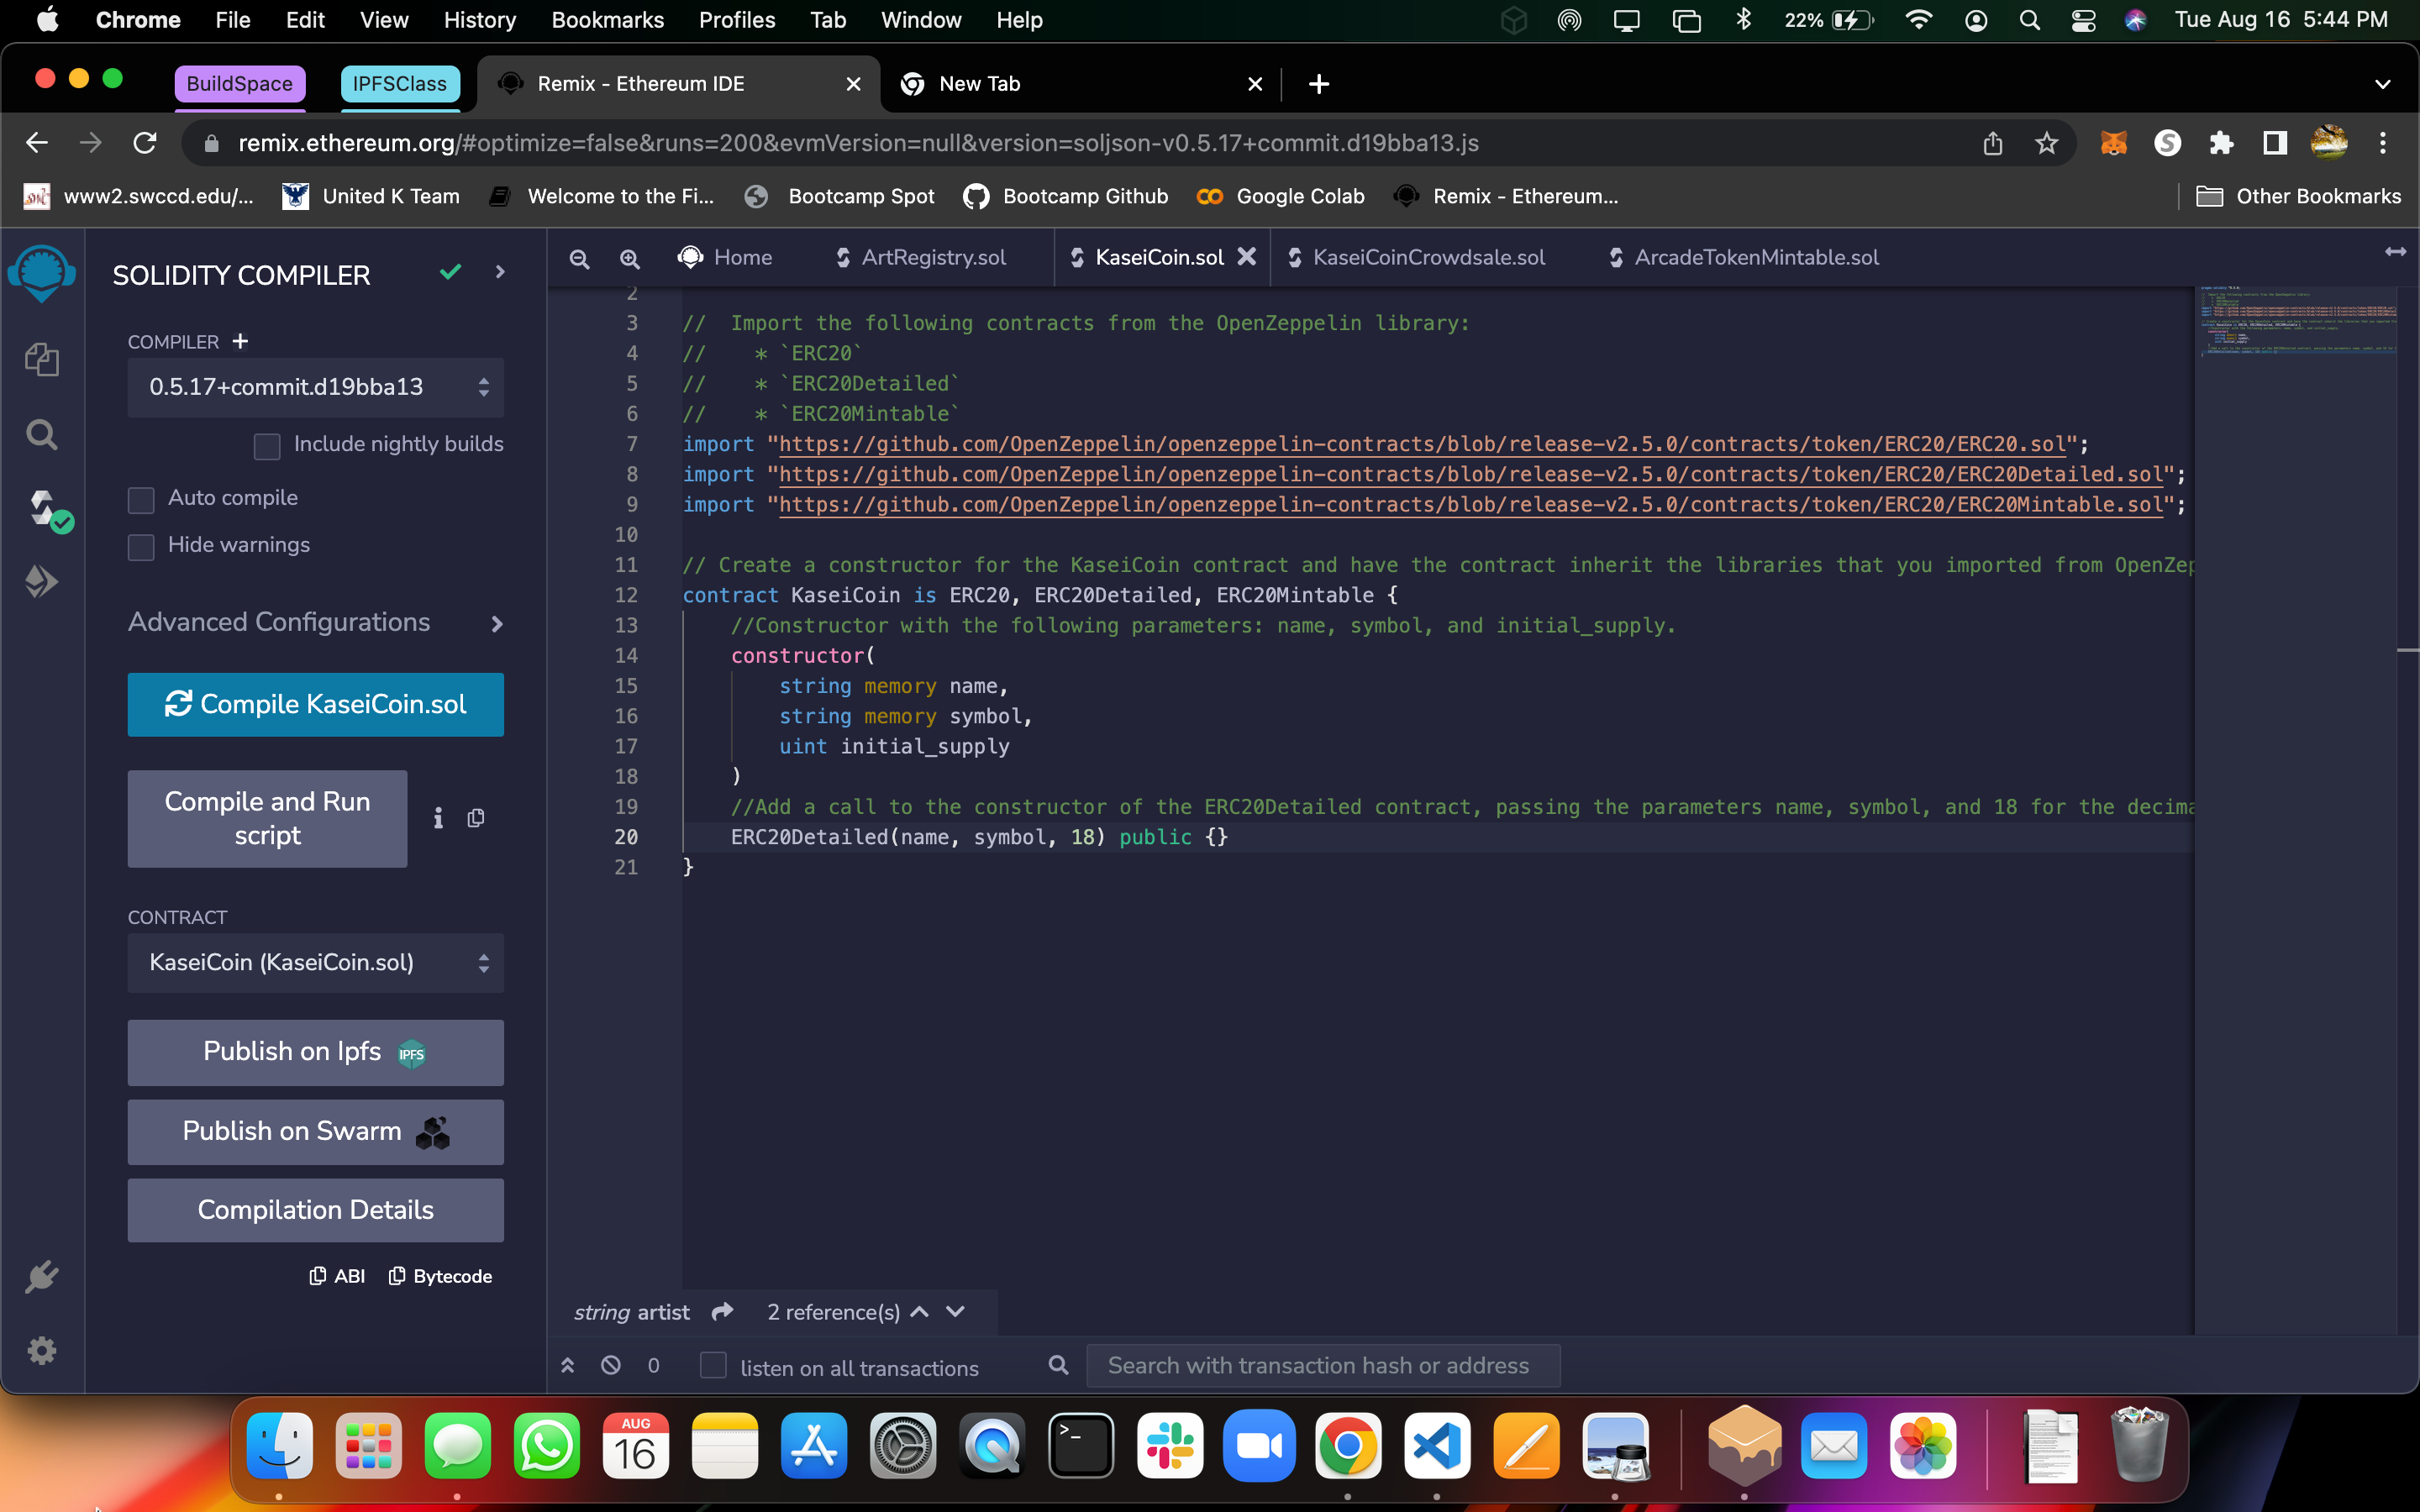 Chrome File Edit View History Bookmarks Profiles Tab Window Help 22% Tue Aug 16 5:44 PM
BuildSpace IPFSClass Remix - Ethereum IDE New Tab
remix.ethereum.org/#optimize=false&runs=200&evmVersion=null&version=soljson-v0.5.17+commit.d19bba13.js
www2.swccd.edu/... United K Team Welcome to the Fi... Bootcamp Spot Bootcamp Github Google Colab Remix - Ethereum... Other Bookmarks
SOLIDITY COMPILER
COMPILER
0.5.17+commit.d19bba13
Include nightly builds
Auto compile
Hide warnings
Advanced Configurations
Compile KaseiCoin.sol
Compile and Run
script
CONTRACT
KaseiCoin (KaseiCoin.sol)
Publish on Ipfs IPFS
Publish on Swarm
Compilation Details
ABI Bytecode
Home ArtRegistry.sol KaseiCoin.sol KaseiCoinCrowdsale.sol ArcadeTokenMintable.sol
2
3 //  Import the following contracts from the OpenZeppelin library:
4 //    * `ERC20`
5 //    * `ERC20Detailed`
6 //    * `ERC20Mintable`
7 import "https://github.com/OpenZeppelin/openzeppelin-contracts/blob/release-v2.5.0/contracts/token/ERC20/ERC20.sol";
8 import "https://github.com/OpenZeppelin/openzeppelin-contracts/blob/release-v2.5.0/contracts/token/ERC20/ERC20Detailed.sol";
9 import "https://github.com/OpenZeppelin/openzeppelin-contracts/blob/release-v2.5.0/contracts/token/ERC20/ERC20Mintable.sol";
10
11 // Create a constructor for the KaseiCoin contract and have the contract inherit the libraries that you imported from OpenZep
12 contract KaseiCoin is ERC20, ERC20Detailed, ERC20Mintable {
13     //Constructor with the following parameters: name, symbol, and initial_supply.
14     constructor(
15         string memory name,
16         string memory symbol,
17         uint initial_supply
18     )
19     //Add a call to the constructor of the ERC20Detailed contract, passing the parameters name, symbol, and 18 for the decima
20     ERC20Detailed(name, symbol, 18) public {}
21 }
string artist 2 reference(s)
0 listen on all transactions Search with transaction hash or address
AUG
16